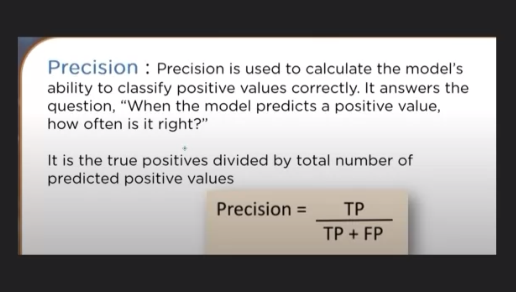 Precision : Precision is used to calculate the model's
ability to classify positive values correctly. It answers the
question, "When the model predicts a positive value,
how often is it right?"
It is the true positives divided by total number of
predicted positive values
Precision = TP
TP + FP